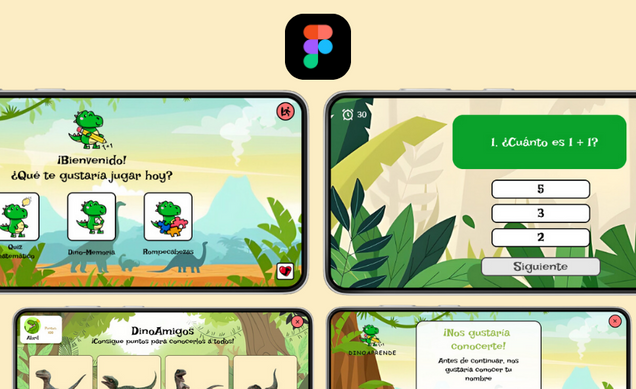 1+1
¡Bienvenido!
¿Qué te gustaría jugar hoy?
Quiz
Dino-Memoria
Rompecabezas
30
1. ¿Cuánto es 1 + 1?
5
3
2
Siguiente
Abril
DinoAmigos
¡Consigue puntos para conocerlos a todos!
DINOAPRENDE
¡Nos gustaría
conocerte!
Antes de continuar, nos
gustaría conocer tu
nombre